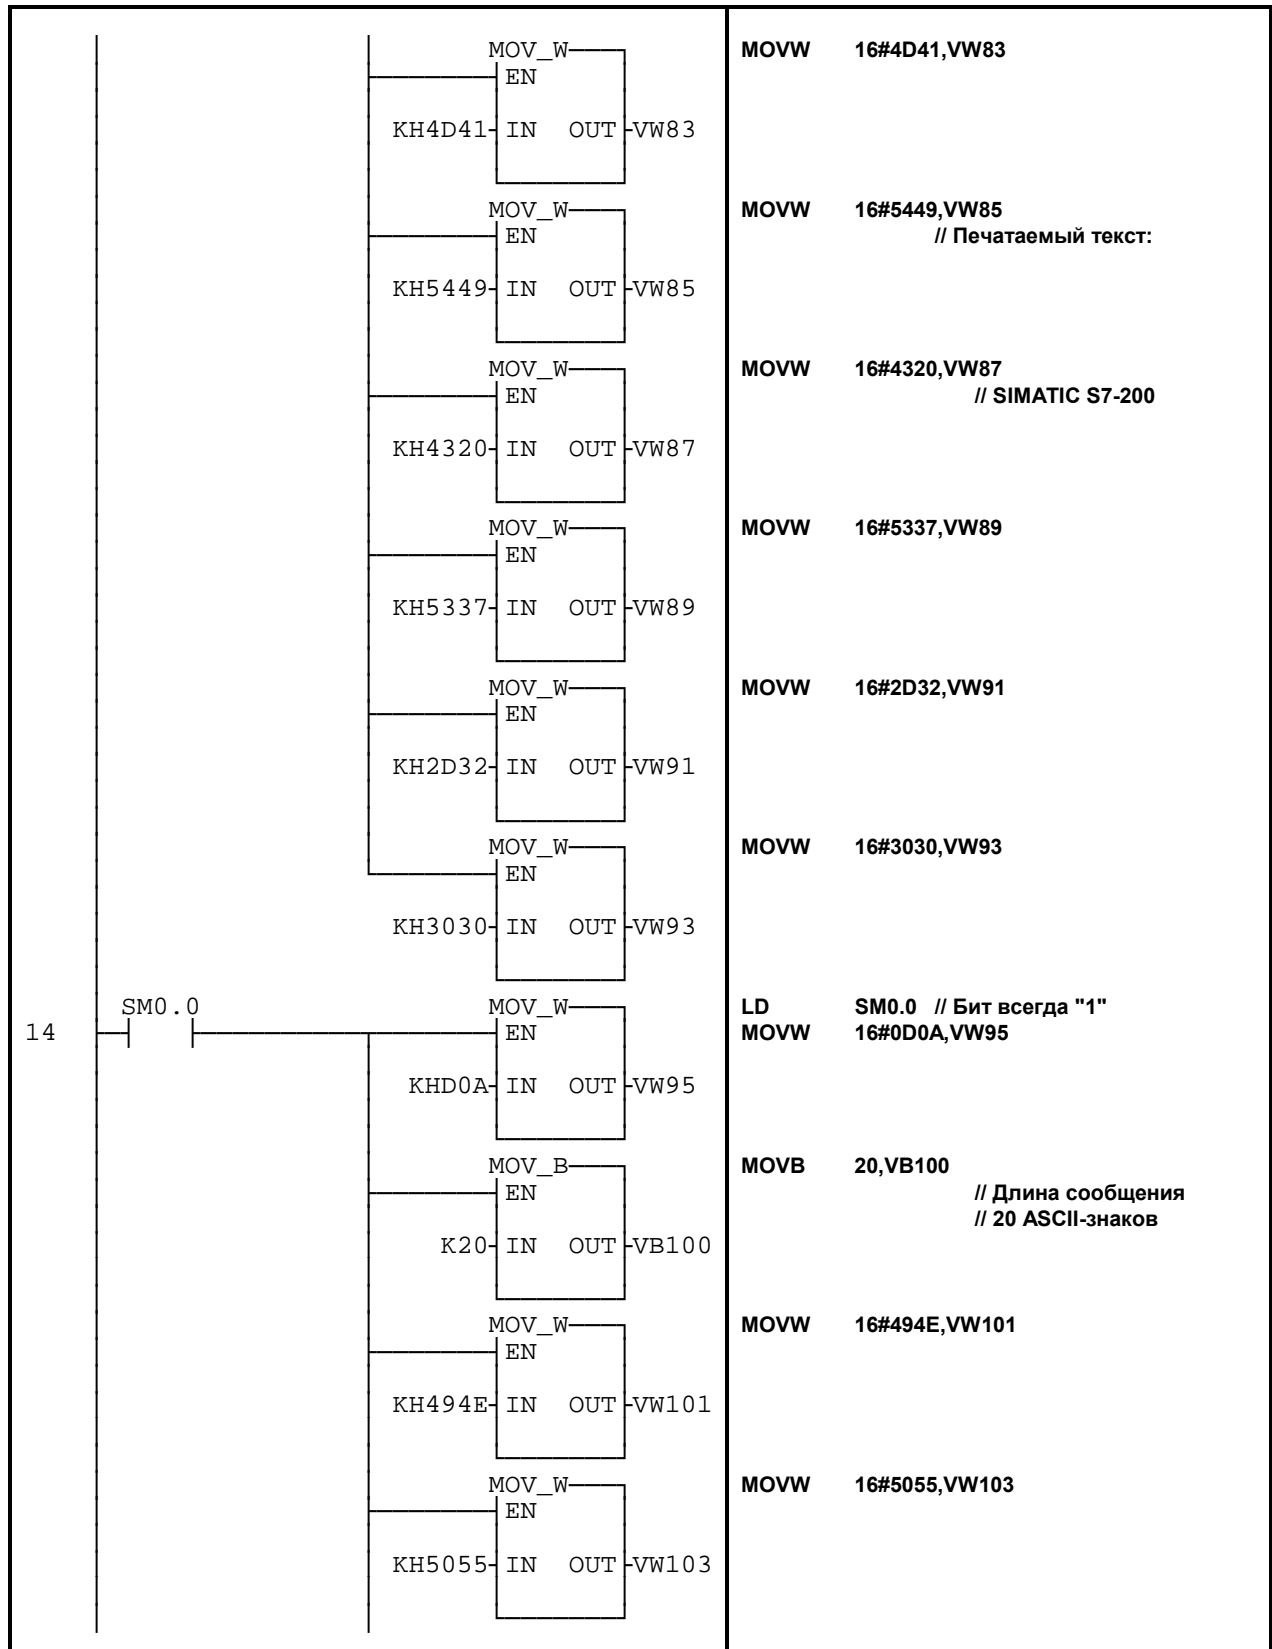 MOV_W MOVW 16#4D41,VW83
EN
KH4D41 IN OUT VW83
MOV_W MOVW 16#5449,VW85
EN // Печатаемый текст:
KH5449 IN OUT VW85
MOV_W MOVW 16#4320,VW87
EN // SIMATIC S7-200
KH4320 IN OUT VW87
MOV_W MOVW 16#5337,VW89
EN
KH5337 IN OUT VW89
MOV_W MOVW 16#2D32,VW91
EN
KH2D32 IN OUT VW91
MOV_W MOVW 16#3030,VW93
EN
KH3030 IN OUT VW93
SM0.0 MOV_W LD SM0.0 // Бит всегда "1"
14 EN MOVW 16#0D0A,VW95
KHD0A IN OUT VW95
MOV_B MOVB 20,VB100
EN // Длина сообщения
// 20 ASCII-знаков
K20 IN OUT VB100
MOV_W MOVW 16#494E,VW101
EN
KH494E IN OUT VW101
MOV_W MOVW 16#5055,VW103
EN
KH5055 IN OUT VW103